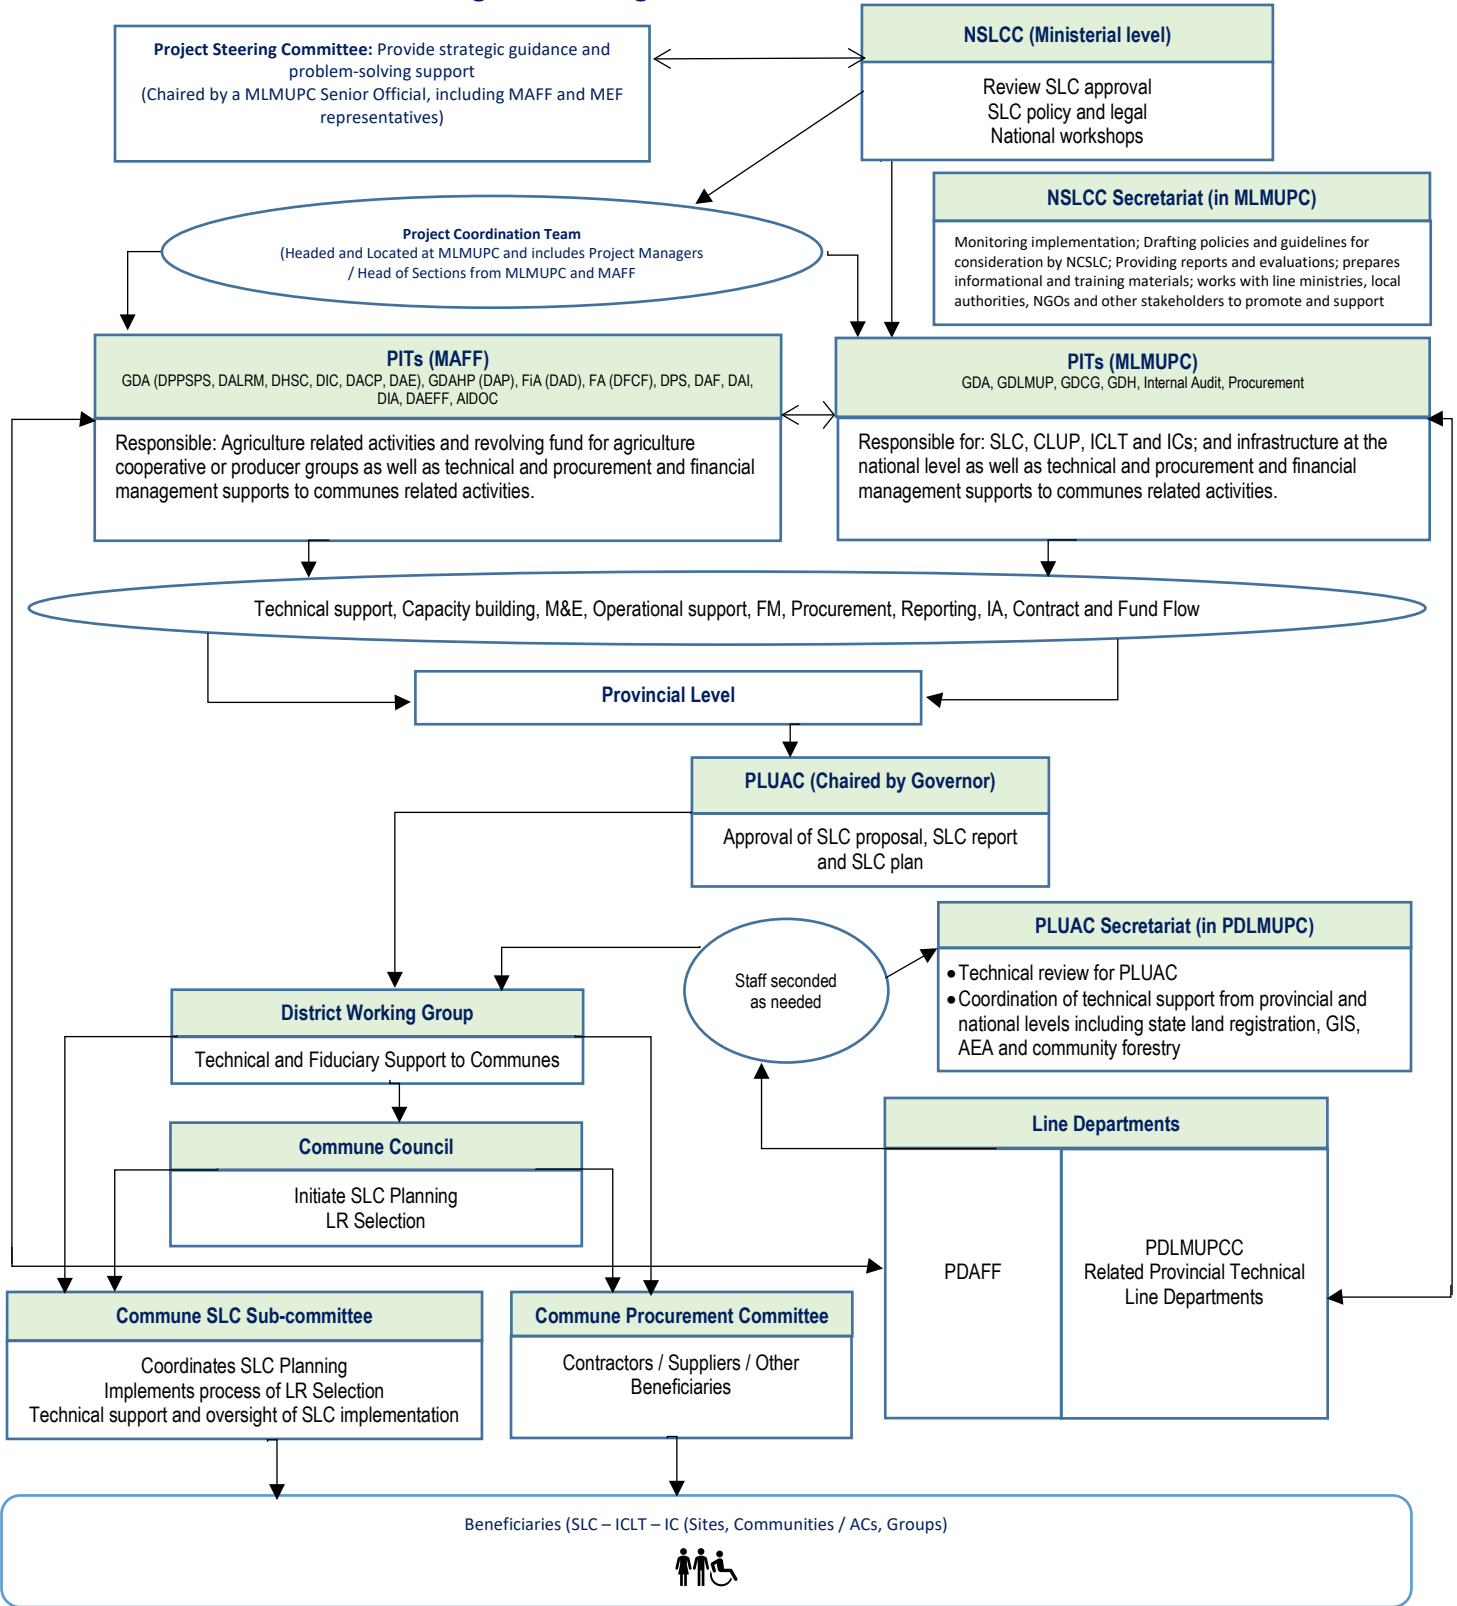 NSLCC (Ministerial level)
Review SLC approval
SLC policy and legal
National workshops
Project Steering Committee: Provide strategic guidance and
problem-solving support
(Chaired by a MLMUPC Senior Official, including MAFF and MEF
representatives)
NSLCC Secretariat (in MLMUPC)
Monitoring implementation; Drafting policies and guidelines for
consideration by NCSLC; Providing reports and evaluations; prepares
informational and training materials; works with line ministries, local
authorities, NGOs and other stakeholders to promote and support
Project Coordination Team
(Headed and Located at MLMUPC and includes Project Managers
/ Head of Sections from MLMUPC and MAFF
PITs (MAFF)
GDA (DPPSPS, DALRM, DHSC, DIC, DACP, DAE), GDAHP (DAP), FiA (DAD), FA (DFCF), DPS, DAF, DAI,
DIA, DAEFF, AIDOC
Responsible: Agriculture related activities and revolving fund for agriculture
cooperative or producer groups as well as technical and procurement and financial
management supports to communes related activities.
PITs (MLMUPC)
GDA, GDLMUP, GDCG, GDH, Internal Audit, Procurement
Responsible for: SLC, CLUP, ICLT and ICs; and infrastructure at the
national level as well as technical and procurement and financial
management supports to communes related activities.
Technical support, Capacity building, M&E, Operational support, FM, Procurement, Reporting, IA, Contract and Fund Flow
Provincial Level
PLUAC (Chaired by Governor)
Approval of SLC proposal, SLC report
and SLC plan
Staff seconded
as needed
PLUAC Secretariat (in PDLMUPC)
• Technical review for PLUAC
• Coordination of technical support from provincial and
national levels including state land registration, GIS,
AEA and community forestry
District Working Group
Technical and Fiduciary Support to Communes
Commune Council
Initiate SLC Planning
LR Selection
Line Departments
PDAFF
PDLMUPCC
Related Provincial Technical
Line Departments
Commune SLC Sub-committee
Coordinates SLC Planning
Implements process of LR Selection
Technical support and oversight of SLC implementation
Commune Procurement Committee
Contractors / Suppliers / Other
Beneficiaries
Beneficiaries (SLC – ICLT – IC (Sites, Communities / ACs, Groups)